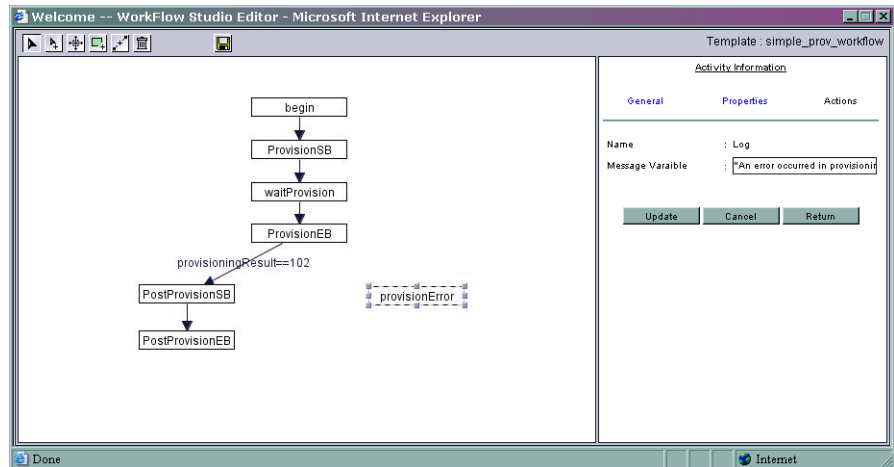 Welcome -- WorkFlow Studio Editor - Microsoft Internet Explorer
Template : simple_prov_workflow
begin
ProvisionSB
waitProvision
ProvisionEB
provisioningResult==102
PostProvisionSB
provisionError
PostProvisionEB
Activity Information
General Properties Actions
Name : Log
Message Varaible : "An error occurred in provisionin
Update Cancel Return
Done
Internet